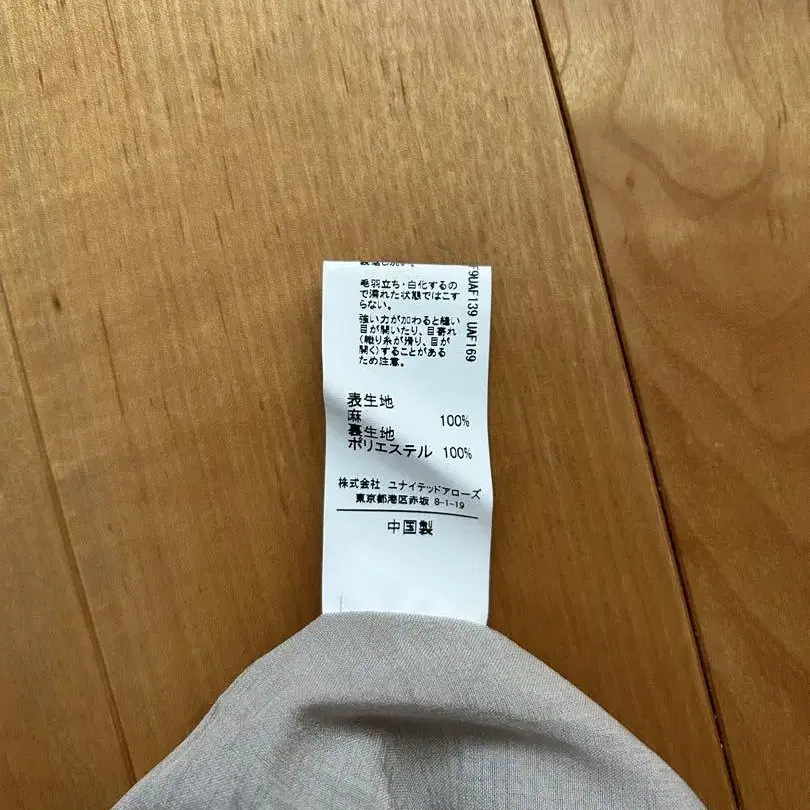 毛羽立ち・白化するの
で濡れた状態ではこす
らない。
強い力が加わると縫い
目が開いたり、目寄れ
(織り糸が滑り、目が
開く)することがある
ため注意。
表生地
麻 100%
裏生地
ポリエステル 100%
株式会社 ユナイテッドアローズ
東京都港区赤坂 8-1-19
中国製
9UAF139 UAF169